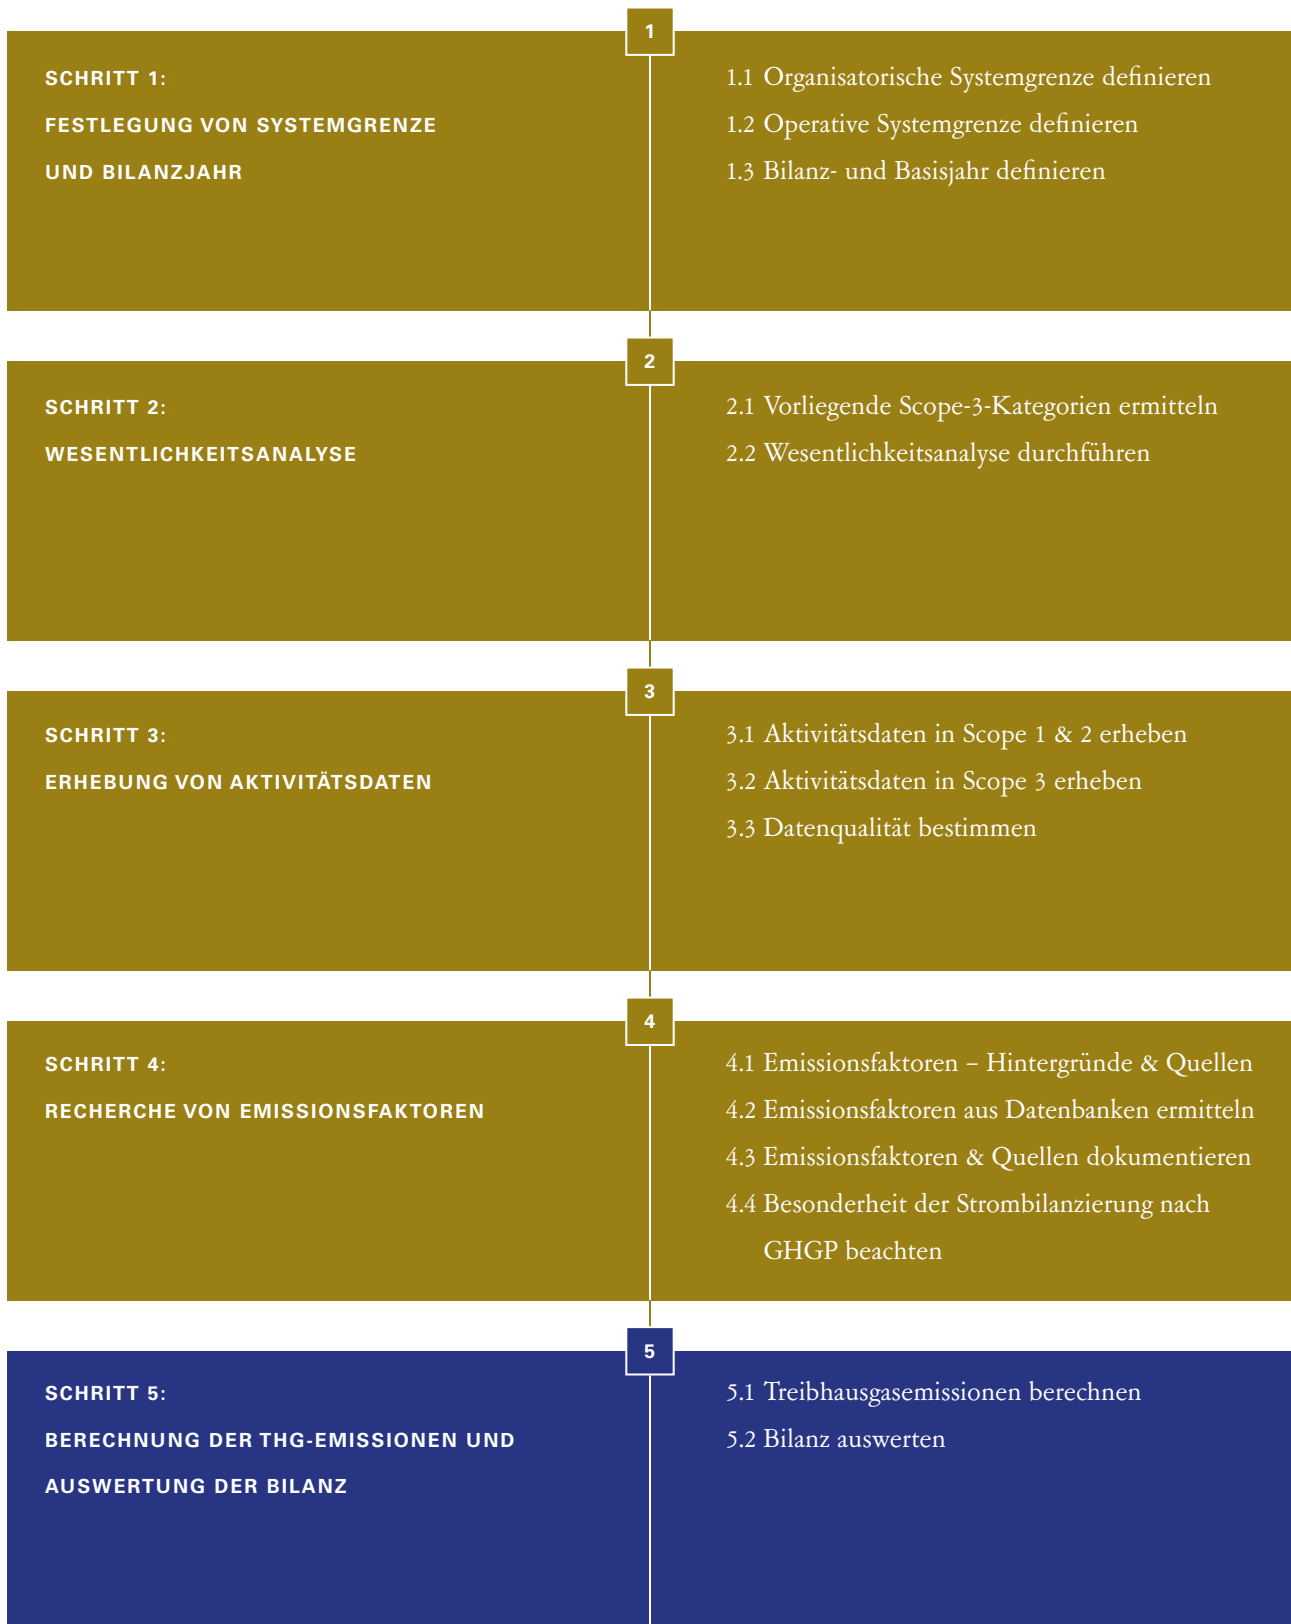 1
SCHRITT 1:
FESTLEGUNG VON SYSTEMGRENZE
UND BILANZJAHR
1.1 Organisatorische Systemgrenze definieren
1.2 Operative Systemgrenze definieren
1.3 Bilanz- und Basisjahr definieren
2
SCHRITT 2:
WESENTLICHKEITSANALYSE
2.1 Vorliegende Scope-3-Kategorien ermitteln
2.2 Wesentlichkeitsanalyse durchführen
3
SCHRITT 3:
ERHEBUNG VON AKTIVITÄTSDATEN
3.1 Aktivitätsdaten in Scope 1 & 2 erheben
3.2 Aktivitätsdaten in Scope 3 erheben
3.3 Datenqualität bestimmen
4
SCHRITT 4:
RECHERCHE VON EMISSIONSFAKTOREN
4.1 Emissionsfaktoren – Hintergründe & Quellen
4.2 Emissionsfaktoren aus Datenbanken ermitteln
4.3 Emissionsfaktoren & Quellen dokumentieren
4.4 Besonderheit der Strombilanzierung nach
GHGP beachten
5
SCHRITT 5:
BERECHNUNG DER THG-EMISSIONEN UND
AUSWERTUNG DER BILANZ
5.1 Treibhausgasemissionen berechnen
5.2 Bilanz auswerten